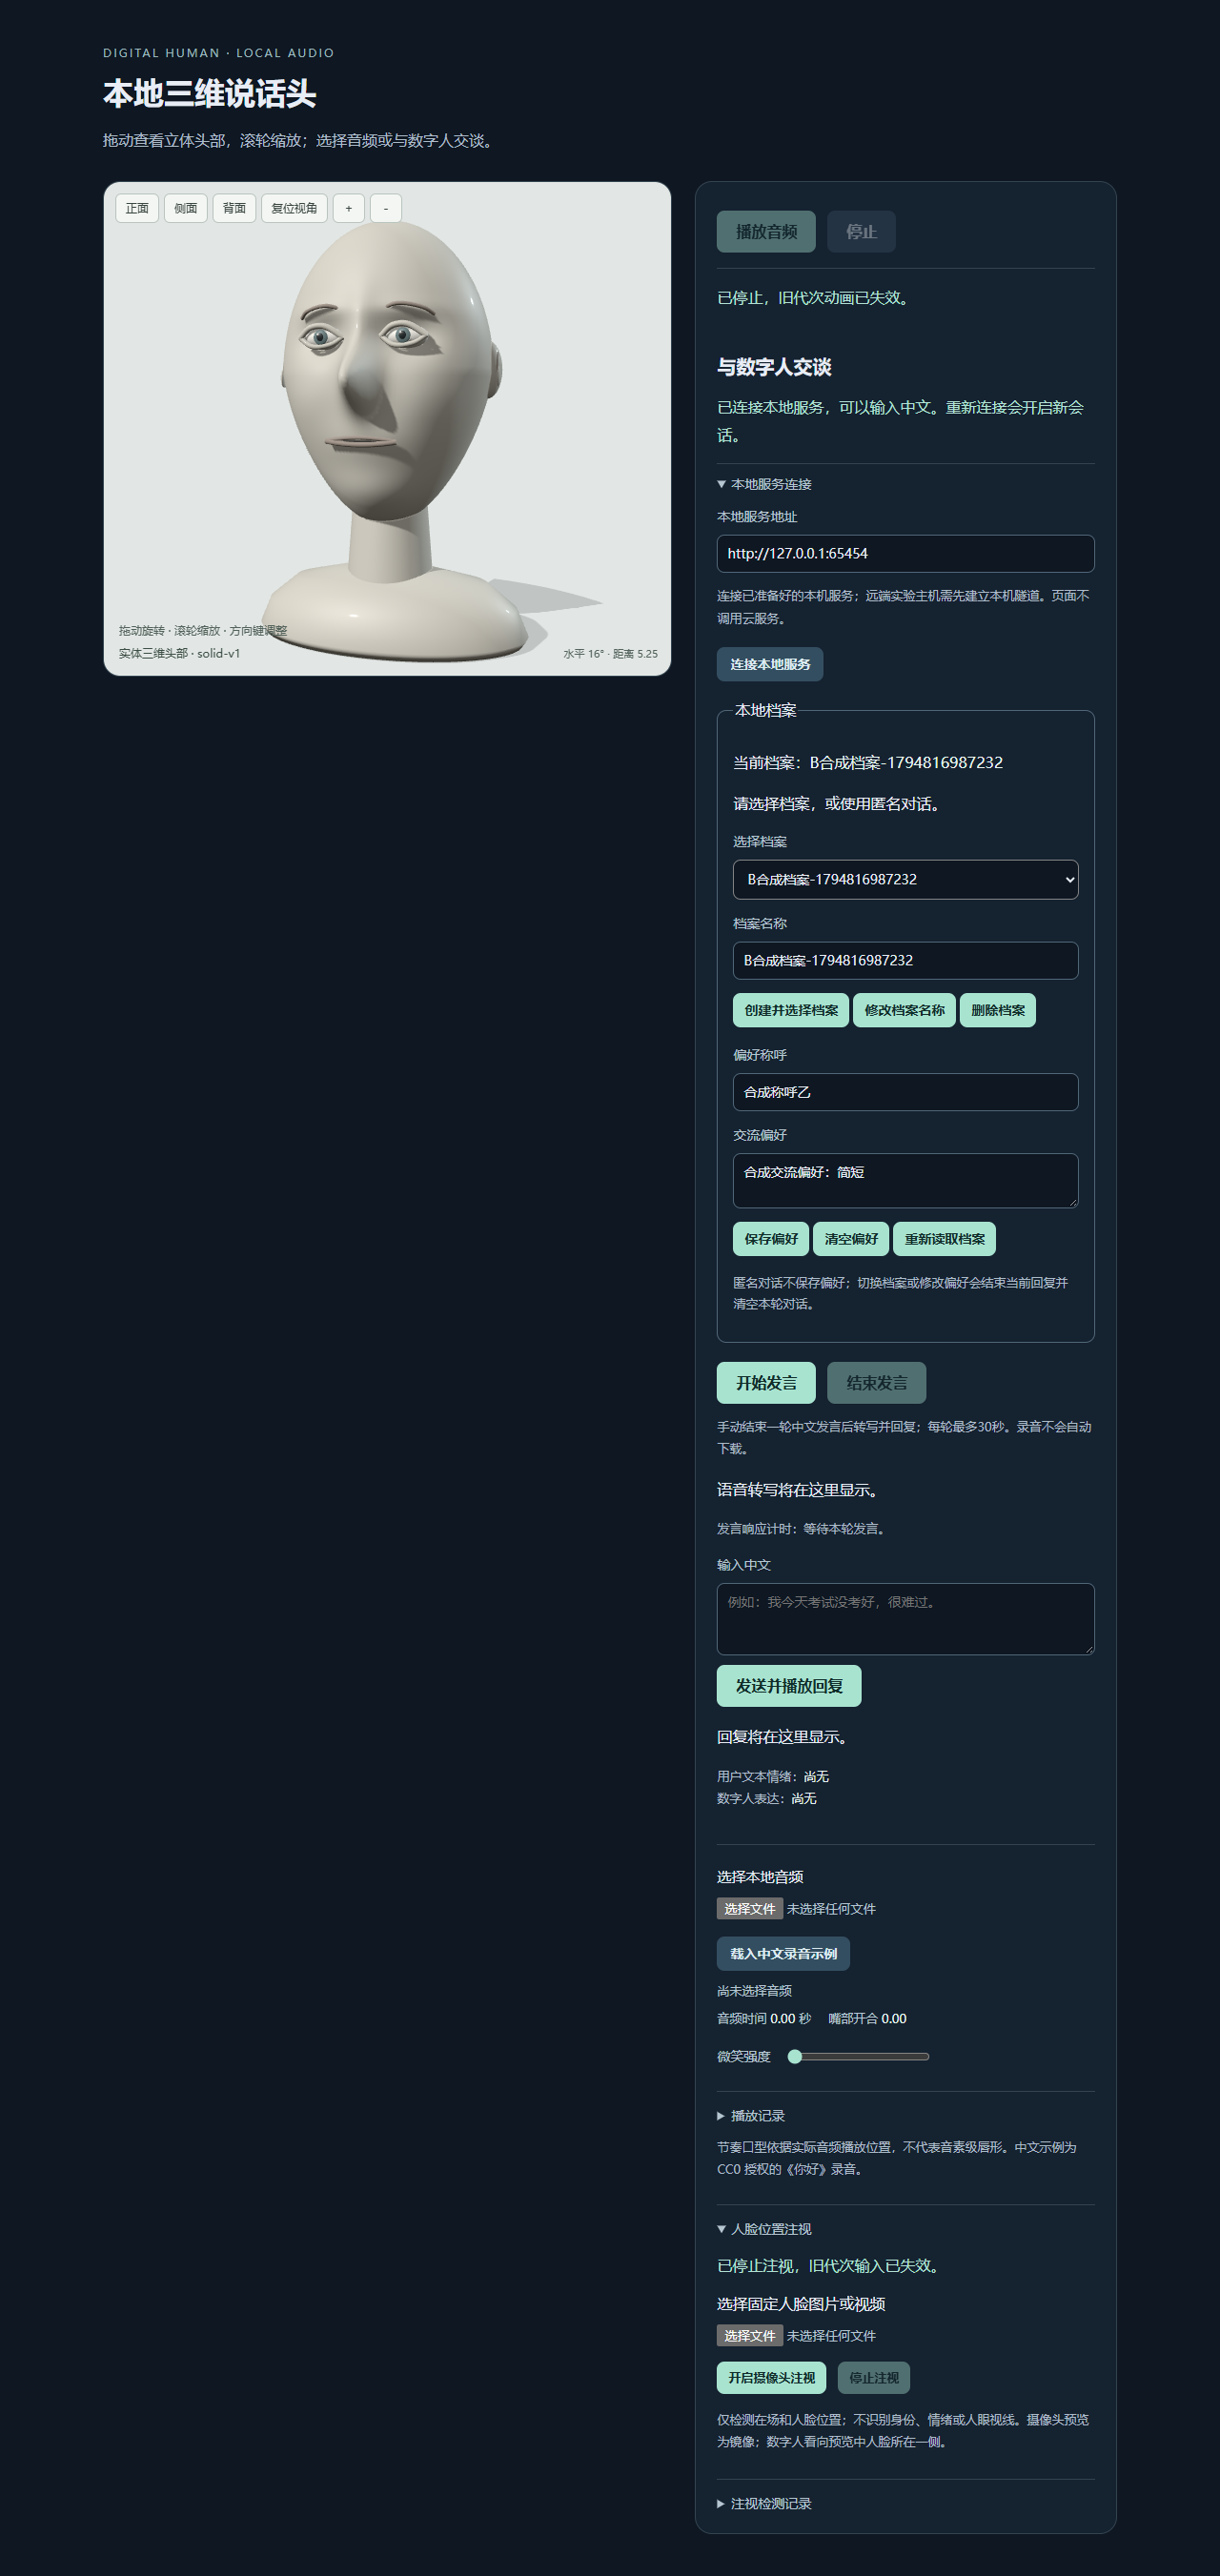 DIGITAL HUMAN · LOCAL AUDIO
本地三维说话头
拖动查看立体头部，滚轮缩放；选择音频或与数字人交谈。
正面 侧面 背面 复位视角 + -
拖动旋转 · 滚轮缩放 · 方向键调整
实体三维头部 · solid-v1
水平 16° · 距离 5.25
播放音频 停止
已停止，旧代次动画已失效。
与数字人交谈
已连接本地服务，可以输入中文。重新连接会开启新会
话。
▼ 本地服务连接
本地服务地址
http://127.0.0.1:65454
连接已准备好的本机服务；远端实验主机需先建立本机隧道。页面不
调用云服务。
连接本地服务
本地档案
当前档案：B合成档案-1794816987232
请选择档案，或使用匿名对话。
选择档案
B合成档案-1794816987232
档案名称
B合成档案-1794816987232
创建并选择档案 修改档案名称 删除档案
偏好称呼
合成称呼乙
交流偏好
合成交流偏好：简短
保存偏好 清空偏好 重新读取档案
匿名对话不保存偏好；切换档案或修改偏好会结束当前回复并
清空本轮对话。
开始发言 结束发言
手动结束一轮中文发言后转写并回复；每轮最多30秒。录音不会自动
下载。
语音转写将在这里显示。
发言响应计时：等待本轮发言。
输入中文
例如：我今天考试没考好，很难过。
发送并播放回复
回复将在这里显示。
用户文本情绪：尚无
数字人表达：尚无
选择本地音频
选择文件 未选择任何文件
载入中文录音示例
尚未选择音频
音频时间 0.00 秒 嘴部开合 0.00
微笑强度
▶ 播放记录
节奏口型依据实际音频播放位置，不代表音素级唇形。中文示例为
CC0 授权的《你好》录音。
▼ 人脸位置注视
已停止注视，旧代次输入已失效。
选择固定人脸图片或视频
选择文件 未选择任何文件
开启摄像头注视 停止注视
仅检测在场和人脸位置；不识别身份、情绪或人眼视线。摄像头预览
为镜像；数字人看向预览中人脸所在一侧。
▶ 注视检测记录